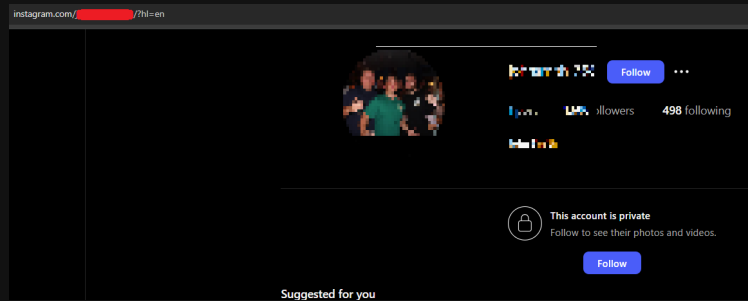 instagram.com/ /?hl=en
Follow
llowers 498 following
This account is private
Follow to see their photos and videos.
Follow
Suggested for you